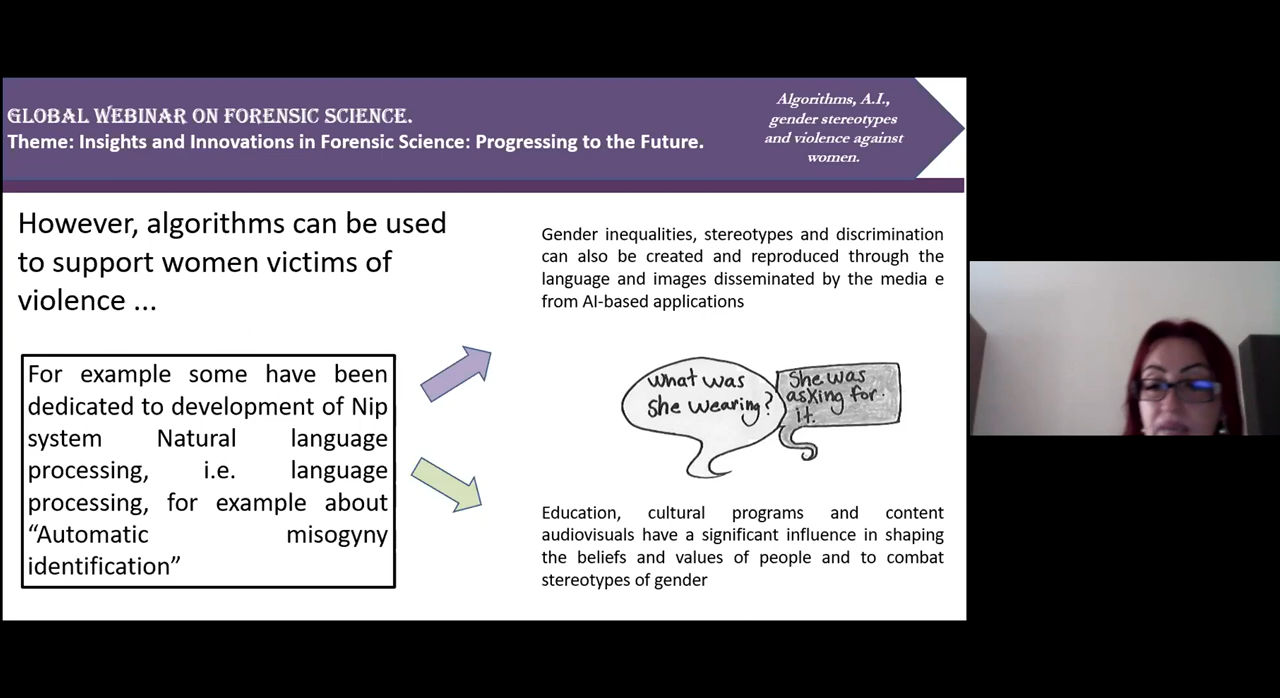 GLOBAL WEBINAR ON FORENSIC SCIENCE.
Theme: Insights and Innovations in Forensic Science: Progressing to the Future.
Algorithms, A.I.,
gender stereotypes
and violence against
women.
However, algorithms can be used
to support women victims of
violence ...
For example some have been
dedicated to development of Nip
system Natural language
processing, i.e. language
processing, for example about
“Automatic misogyny
identification”
Gender inequalities, stereotypes and discrimination
can also be created and reproduced through the
language and images disseminated by the media e
from AI-based applications
What was
she wearing?
She was
asking for
it.
Education, cultural programs and content
audiovisuals have a significant influence in shaping
the beliefs and values of people and to combat
stereotypes of gender